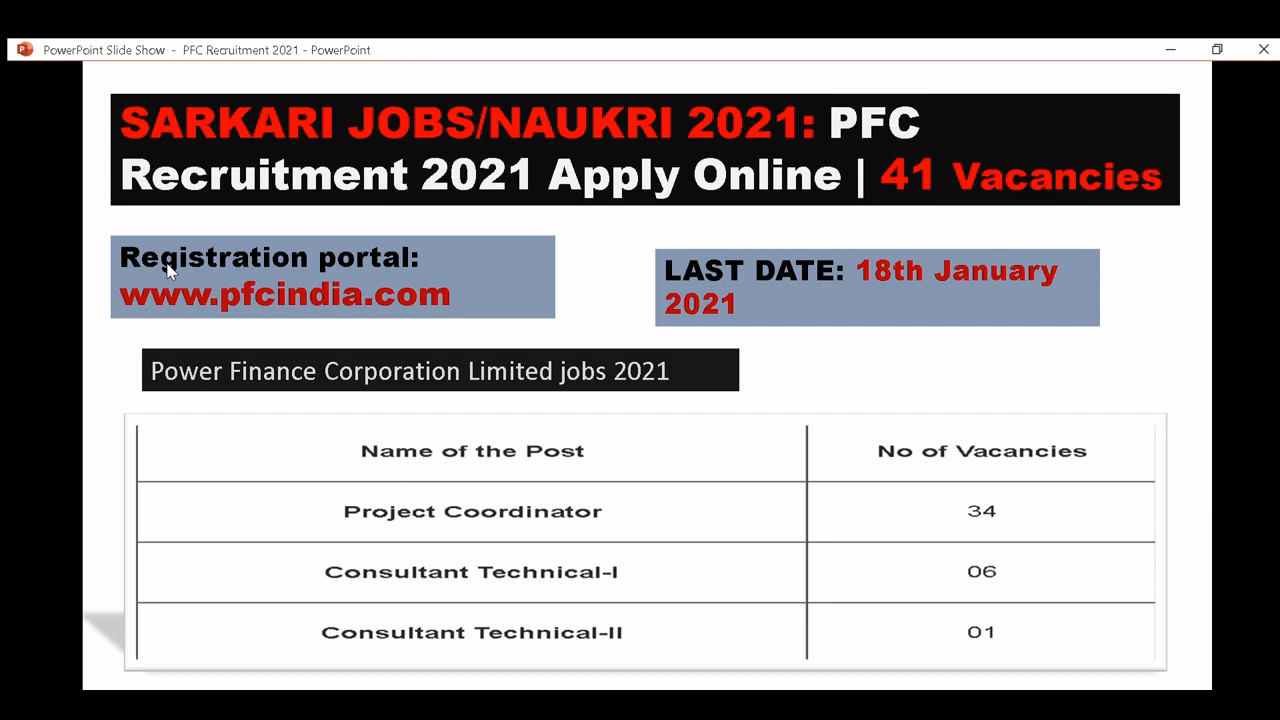 PowerPoint Slide Show - PFC Recruitment 2021 - PowerPoint
SARKARI JOBS/NAUKRI 2021: PFC
Recruitment 2021 Apply Online | 41 Vacancies
Registration portal:
www.pfcindia.com
LAST DATE: 18th January
2021
Power Finance Corporation Limited jobs 2021
Name of the Post No of Vacancies
Project Coordinator 34
Consultant Technical-I 06
Consultant Technical-II 01